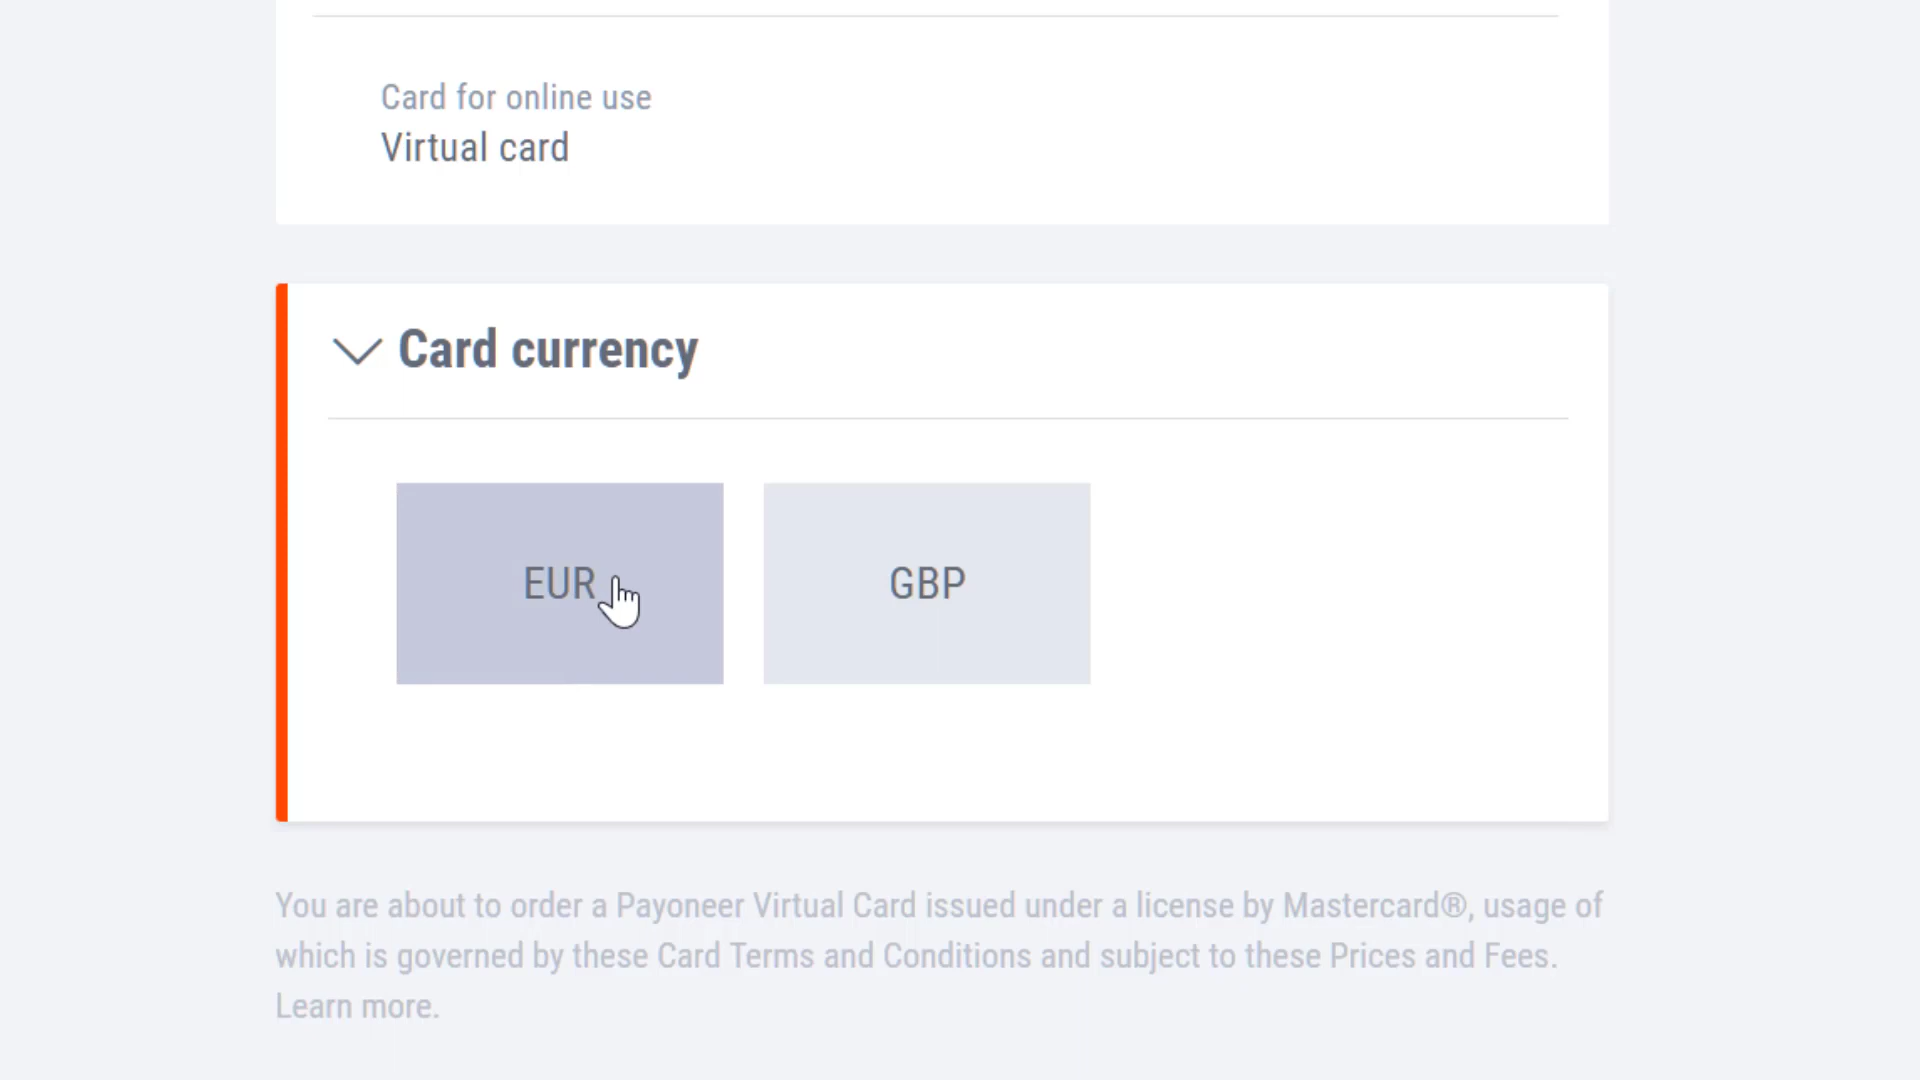 Card for online use
Virtual card
Card currency
EUR
GBP
You are about to order a Payoneer Virtual Card issued under a license by Mastercard®, usage of
which is governed by these Card Terms and Conditions and subject to these Prices and Fees.
Learn more.